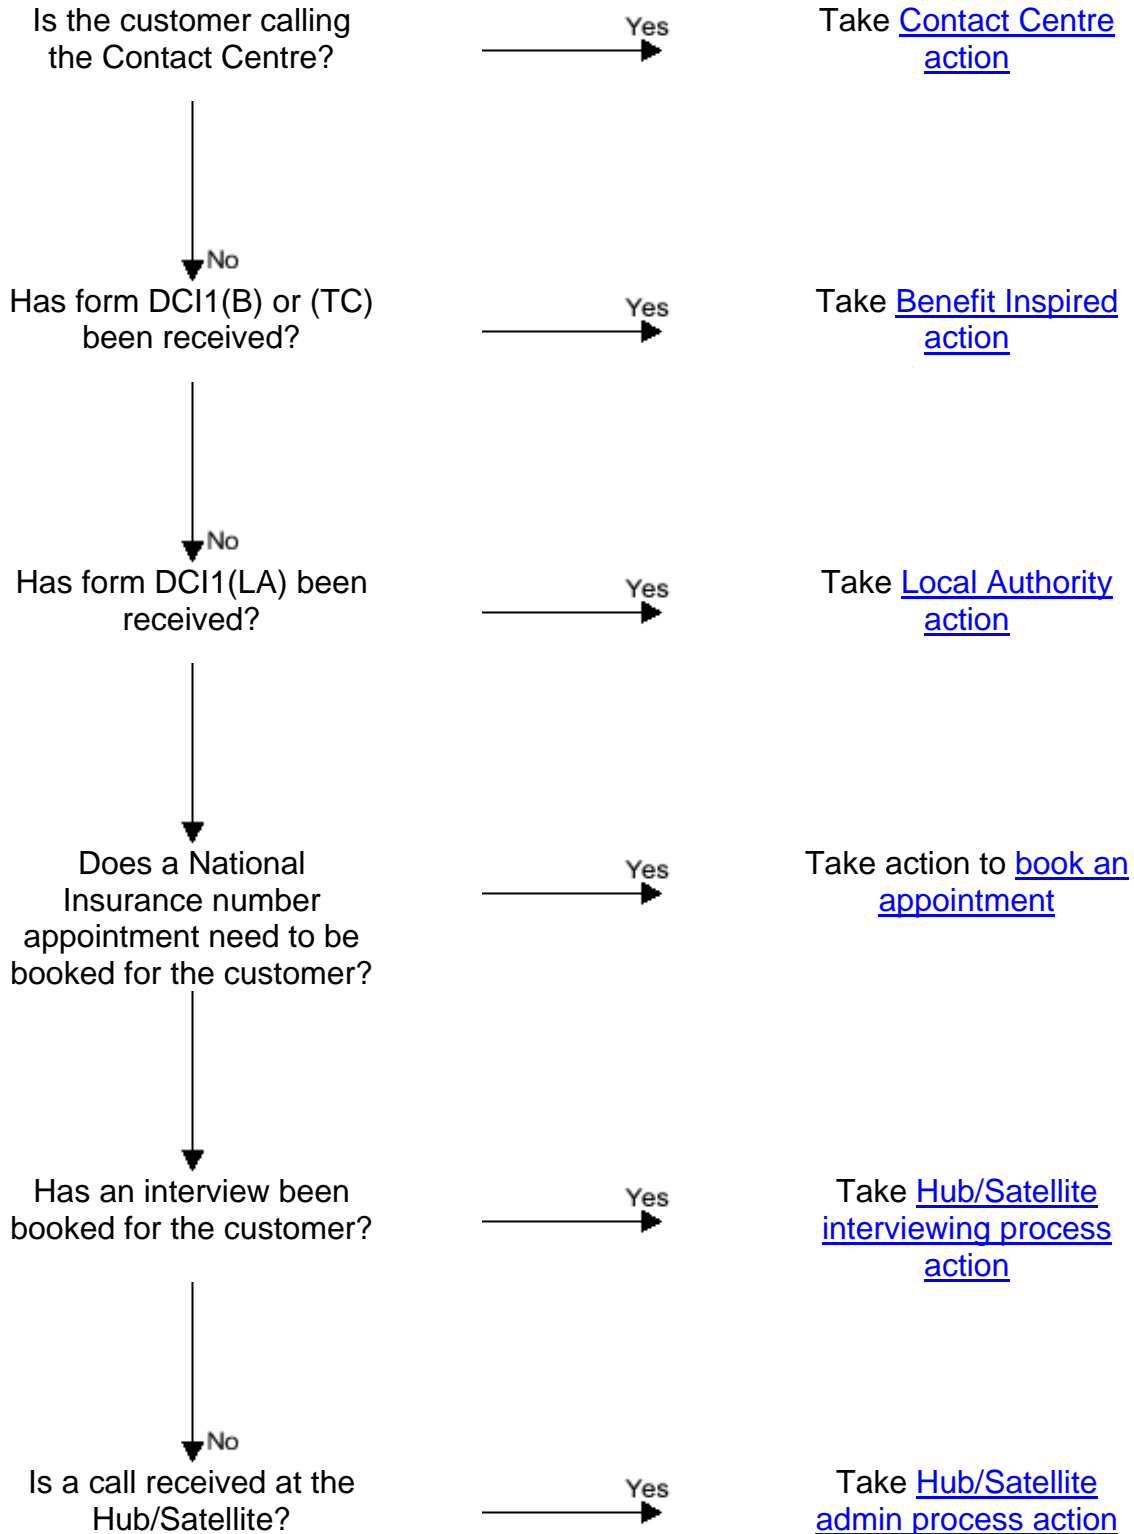 Is the customer calling
the Contact Centre?
Yes
Take Contact Centre
action
No
Has form DCI1(B) or (TC)
been received?
Yes
Take Benefit Inspired
action
No
Has form DCI1(LA) been
received?
Yes
Take Local Authority
action
Does a National
Insurance number
appointment need to be
booked for the customer?
Yes
Take action to book an
appointment
Has an interview been
booked for the customer?
Yes
Take Hub/Satellite
interviewing process
action
No
Is a call received at the
Hub/Satellite?
Yes
Take Hub/Satellite
admin process action